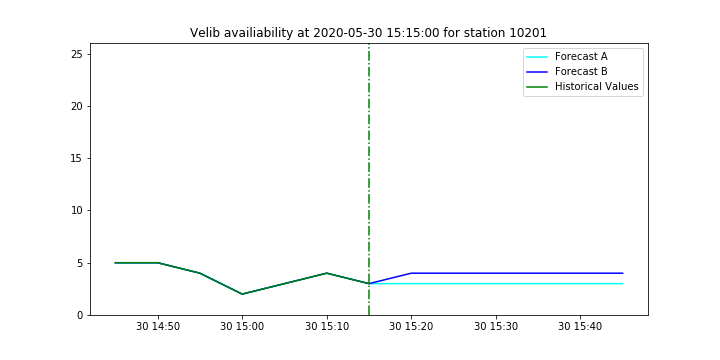 Velib availiability at 2020-05-30 15:15:00 for station 10201
Forecast A
Forecast B
Historical Values
25
20
15
10
5
0
30 14:50 30 15:00 30 15:10 30 15:20 30 15:30 30 15:40